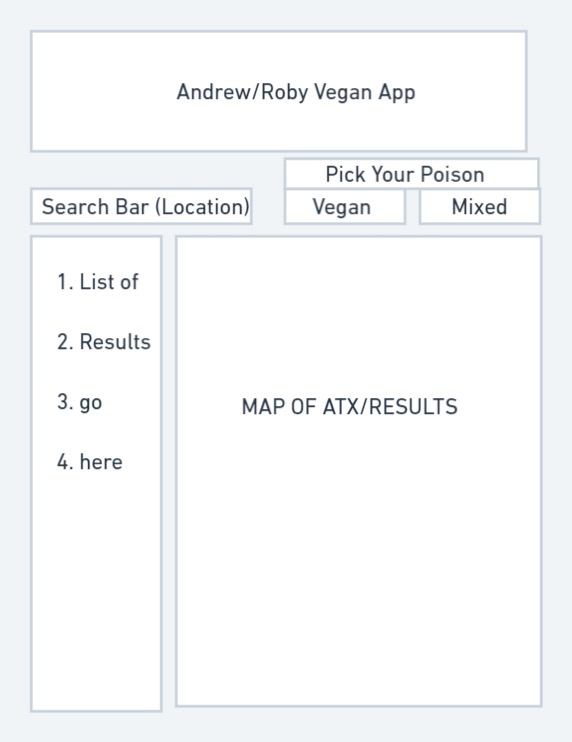 Andrew/Roby Vegan App
Pick Your Poison
Search Bar (Location)
Vegan
Mixed
1. List of
2. Results
3. go
4. here
MAP OF ATX/RESULTS